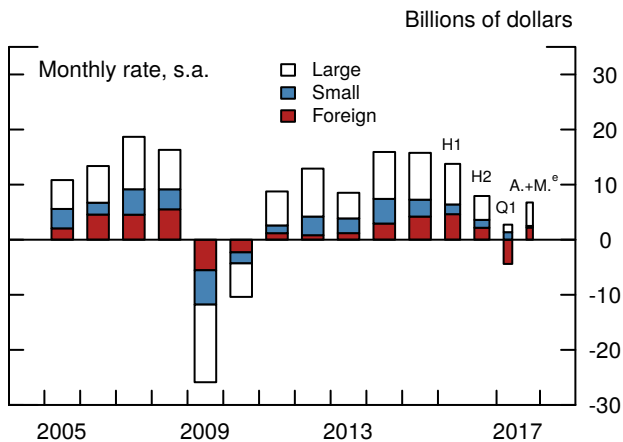 Billions of dollars
Monthly rate, s.a.
Large
Small
Foreign
H1
H2
Q1
A.+M.e
30
20
10
0
-10
-20
-30
2005
2009
2013
2017